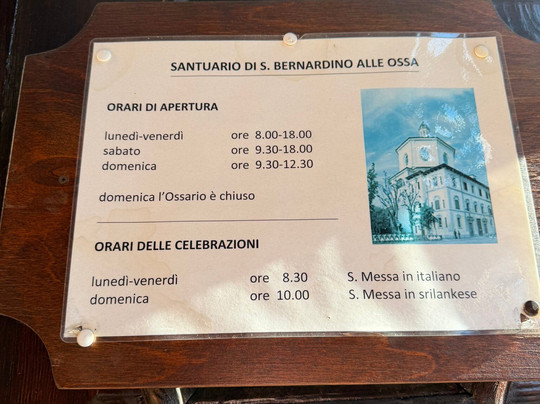 SANTUARIO DI S. BERNARDINO ALLE OSSA
ORARI DI APERTURA
lunedì-venerdì ore 8.00-18.00
sabato ore 9.30-18.00
domenica ore 9.30-12.30
domenica l'Ossario è chiuso
ORARI DELLE CELEBRAZIONI
lunedì-venerdì ore 8.30 S. Messa in italiano
domenica ore 10.00 S. Messa in srilankese